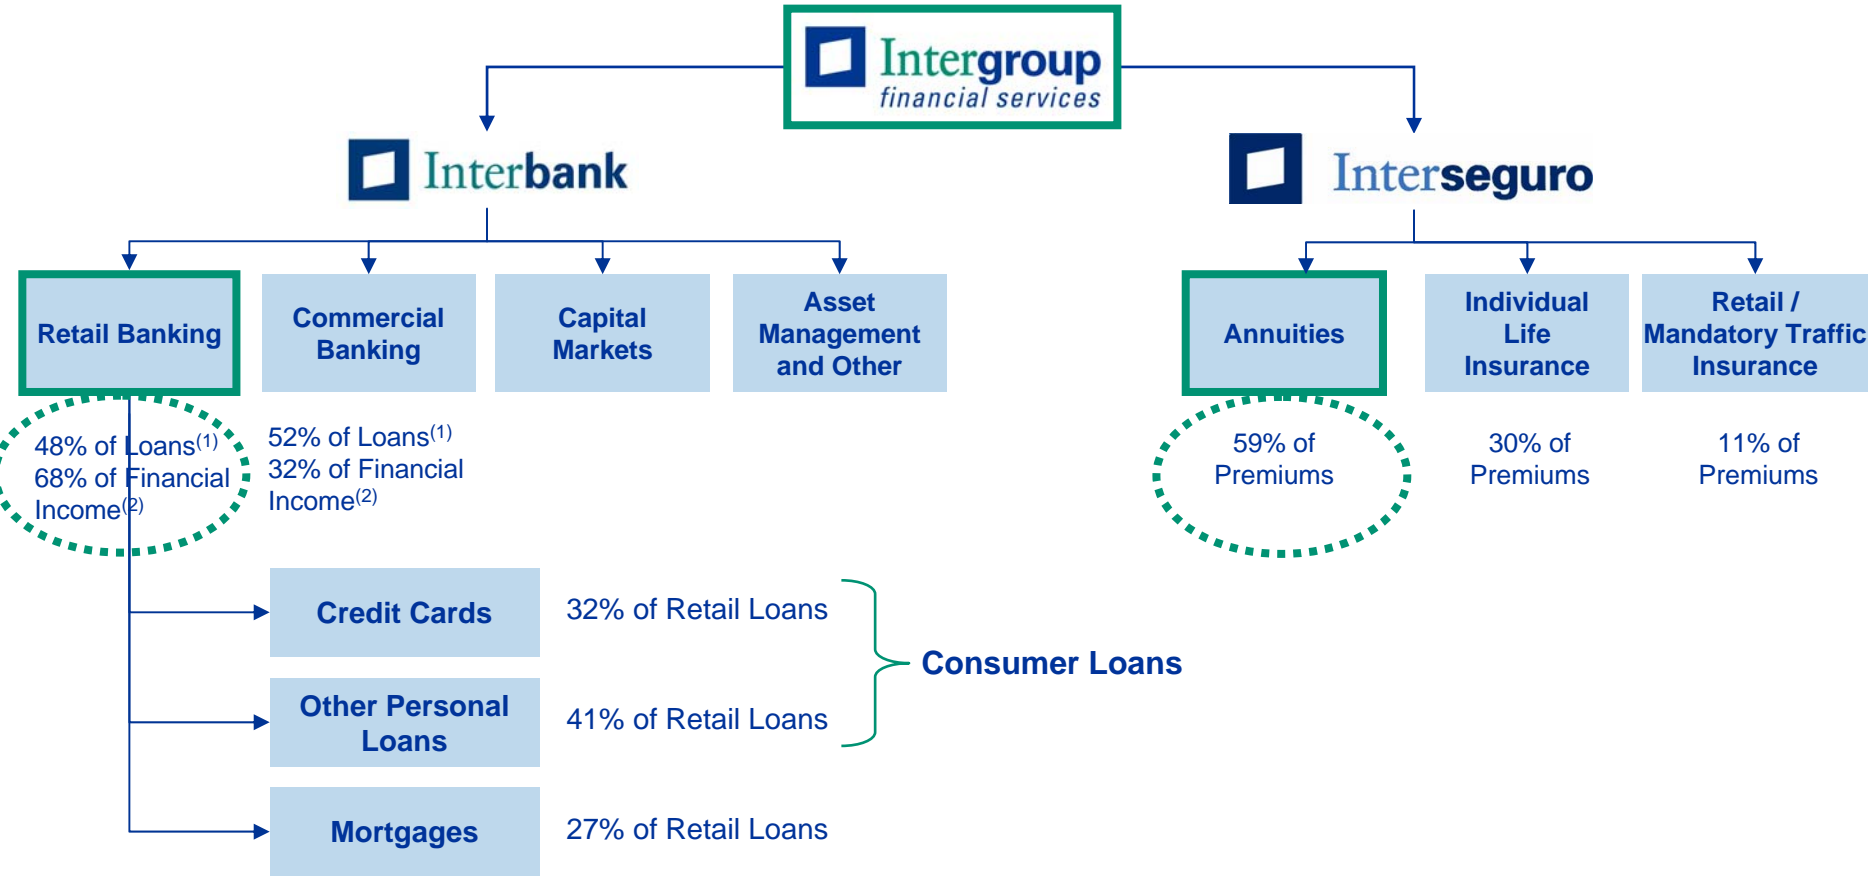 Intergroup
financial services
Interbank
Interseguro
Retail Banking
Commercial
Banking
Capital
Markets
Asset
Management
and Other
Annuities
Individual
Life
Insurance
Retail /
Mandatory Traffic
Insurance
48% of Loans(1)
68% of Financial
Income(2)
52% of Loans(1)
32% of Financial
Income(2)
59% of
Premiums
30% of
Premiums
11% of
Premiums
Credit Cards
32% of Retail Loans
Other Personal
Loans
41% of Retail Loans
Consumer Loans
Mortgages
27% of Retail Loans